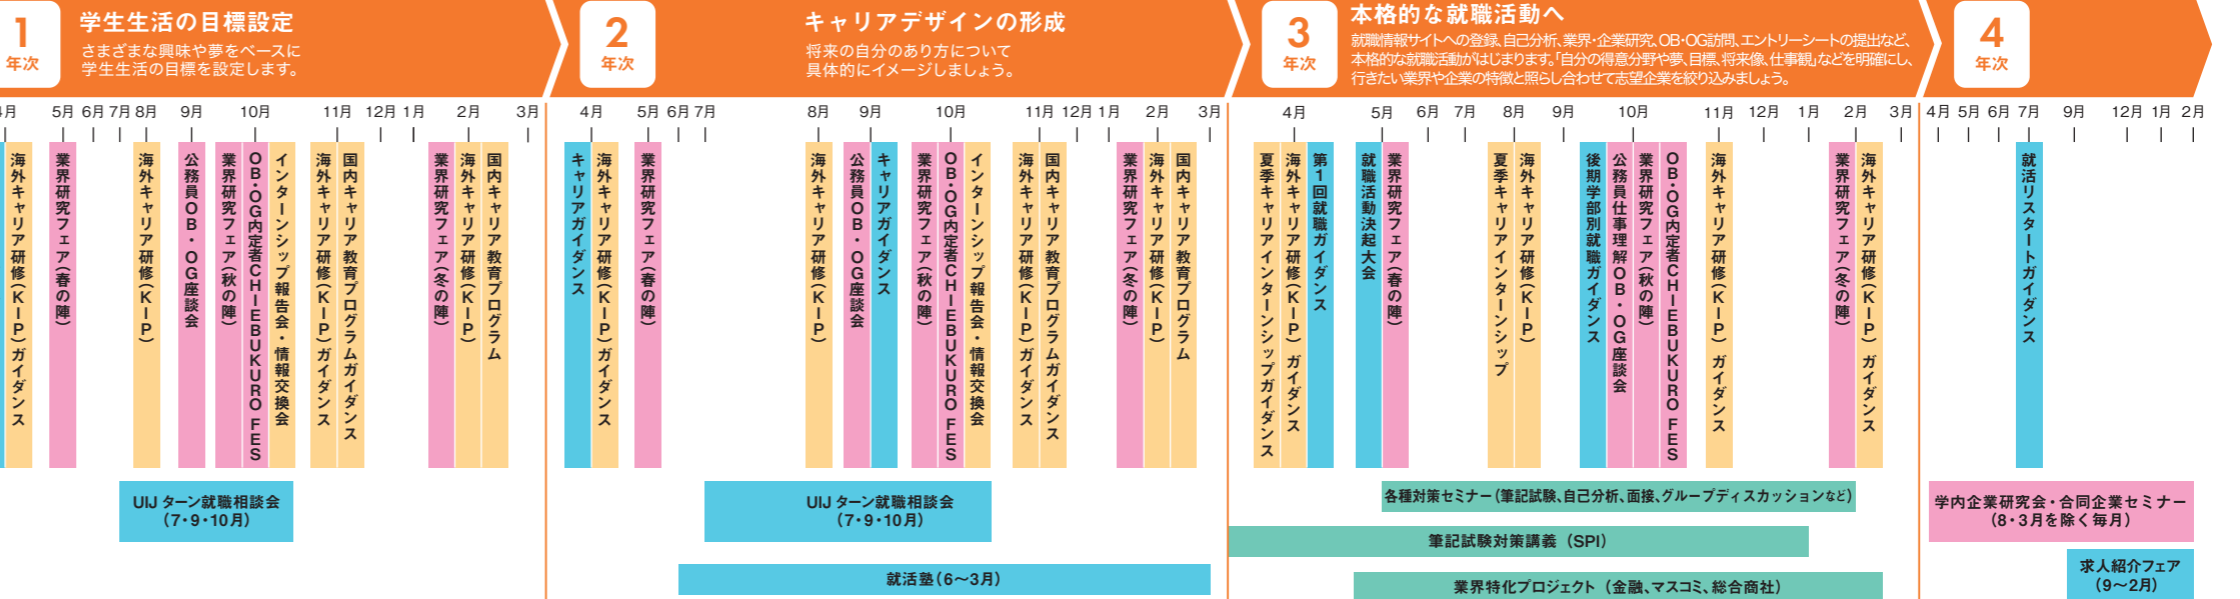 1
年次
学生生活の目標設定
さまざまな興味や夢をベースに
学生生活の目標を設定します。
月
5月
6月
7月
8月
9月
10月
11月
12月
1月
2月
3月
海外キャリア研修(KIP)ガイダンス
業界研究フェア(春の陣)
海外キャリア研修(KIP)
公務員OB・OG座談会
業界研究フェア(秋の陣)
OB・OG内定者CHIEBUKURO FES
インターンシップ報告会・情報交換会
海外キャリア研修(KIP)ガイダンス
国内キャリア教育プログラムガイダンス
業界研究フェア(冬の陣)
海外キャリア研修(KIP)
国内キャリア教育プログラム
UIJ ターン就職相談会
(7・9・10月)
2
年次
キャリアデザインの形成
将来の自分のあり方について
具体的にイメージしましょう。
4月
5月
6月
7月
8月
9月
10月
11月
12月
1月
2月
3月
キャリアガイダンス
海外キャリア研修(KIP)ガイダンス
業界研究フェア(春の陣)
海外キャリア研修(KIP)
公務員OB・OG座談会
キャリアガイダンス
業界研究フェア(秋の陣)
OB・OG内定者CHIEBUKURO FES
インターンシップ報告会・情報交換会
海外キャリア研修(KIP)ガイダンス
国内キャリア教育プログラムガイダンス
業界研究フェア(冬の陣)
海外キャリア研修(KIP)
国内キャリア教育プログラム
UIJ ターン就職相談会
(7・9・10月)
就活塾(6〜3月)
3
年次
本格的な就職活動へ
就職情報サイトへの登録、自己分析、業界・企業研究、OB・OG訪問、エントリーシートの提出など、
本格的な就職活動がはじまります。「自分の得意分野や夢、目標、将来像、仕事観」などを明確にし、
行きたい業界や企業の特徴と照らし合わせて志望企業を絞り込みましょう。
4月
5月
6月
7月
8月
9月
10月
11月
12月
1月
2月
3月
夏季キャリアインターンシップガイダンス
海外キャリア研修(KIP) ガイダンス
第1回就職ガイダンス
就職活動決起大会
業界研究フェア(春の陣)
夏季キャリアインターンシップ
海外キャリア研修(KIP)
後期学部別就職ガイダンス
公務員仕事理解OB・OG座談会
業界研究フェア(秋の陣)
OB・OG内定者CHIEBUKURO FES
海外キャリア研修(KIP) ガイダンス
業界研究フェア(冬の陣)
海外キャリア研修(KIP) ガイダンス
各種対策セミナー(筆記試験、自己分析、面接、グループディスカッションなど)
筆記試験対策講義 (SPI)
業界特化プロジェクト (金融、マスコミ、総合商社)
4
年次
4月
5月
6月
7月
9月
12月
1月
2月
就活リスタートガイダンス
学内企業研究会・合同企業セミナー
(8・3月を除く毎月)
求人紹介フェア
(9〜2月)